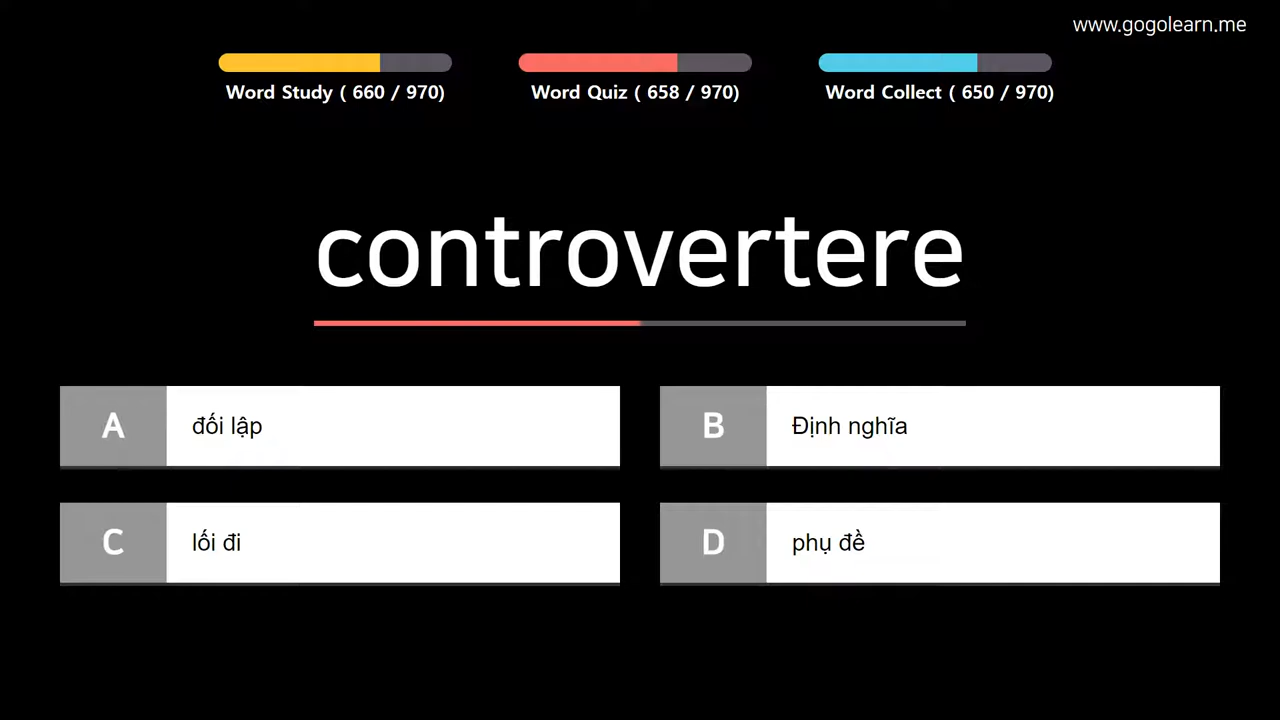 www.gogolearn.me
Word Study ( 660 / 970)
Word Quiz ( 658 / 970)
Word Collect ( 650 / 970)
controvertere
A
đối lập
B
Định nghĩa
C
lối đi
D
phụ đề